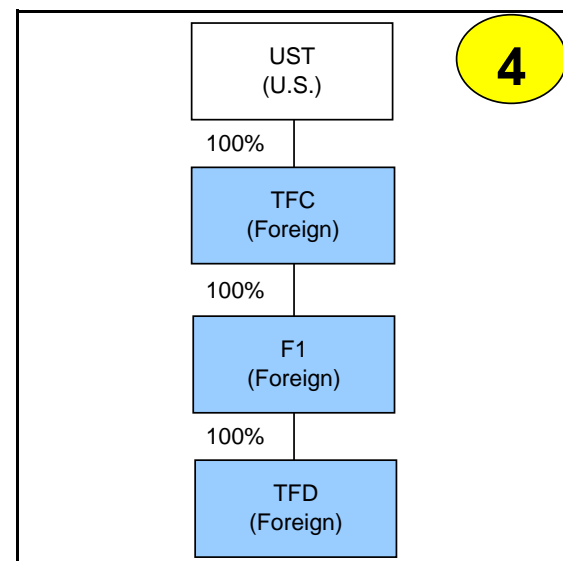 UST
(U.S.)
4
100%
TFC
(Foreign)
100%
F1
(Foreign)
100%
TFD
(Foreign)